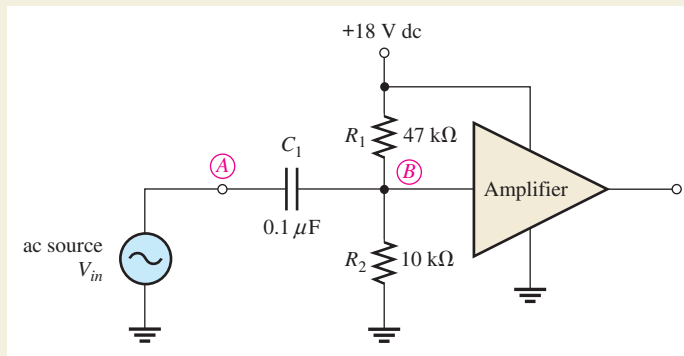 +18 V dc
R1 47 kΩ
C1
A
B
Amplifier
0.1 μF
ac source
Vin
R2 10 kΩ